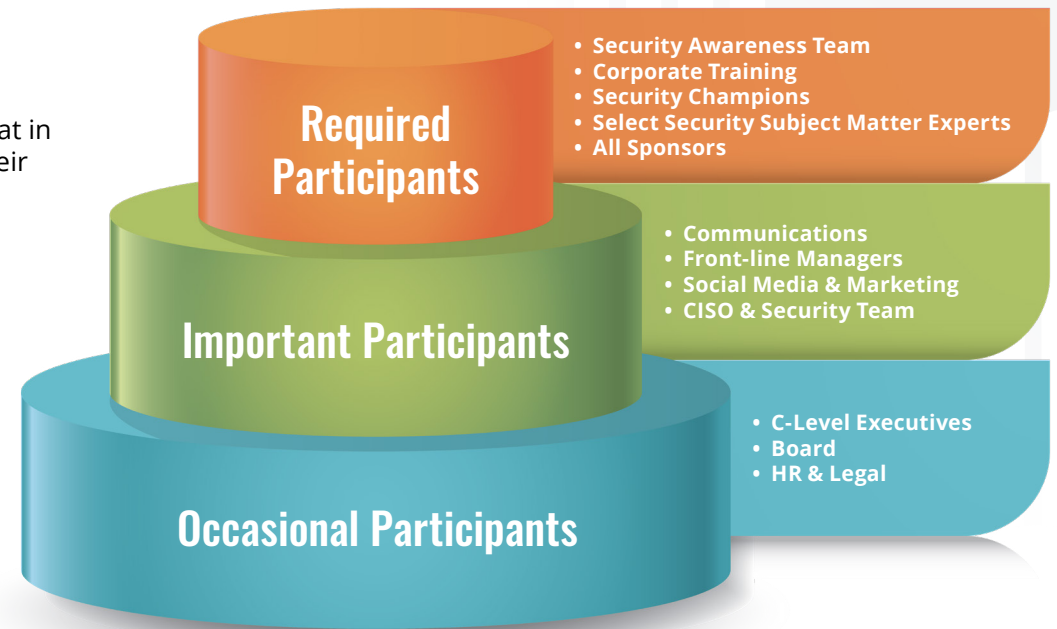 at in
eir
Required
Participants
• Security Awareness Team
• Corporate Training
• Security Champions
• Select Security Subject Matter Experts
• All Sponsors
Important Participants
• Communications
• Front-line Managers
• Social Media & Marketing
• CISO & Security Team
Occasional Participants
• C-Level Executives
• Board
• HR & Legal